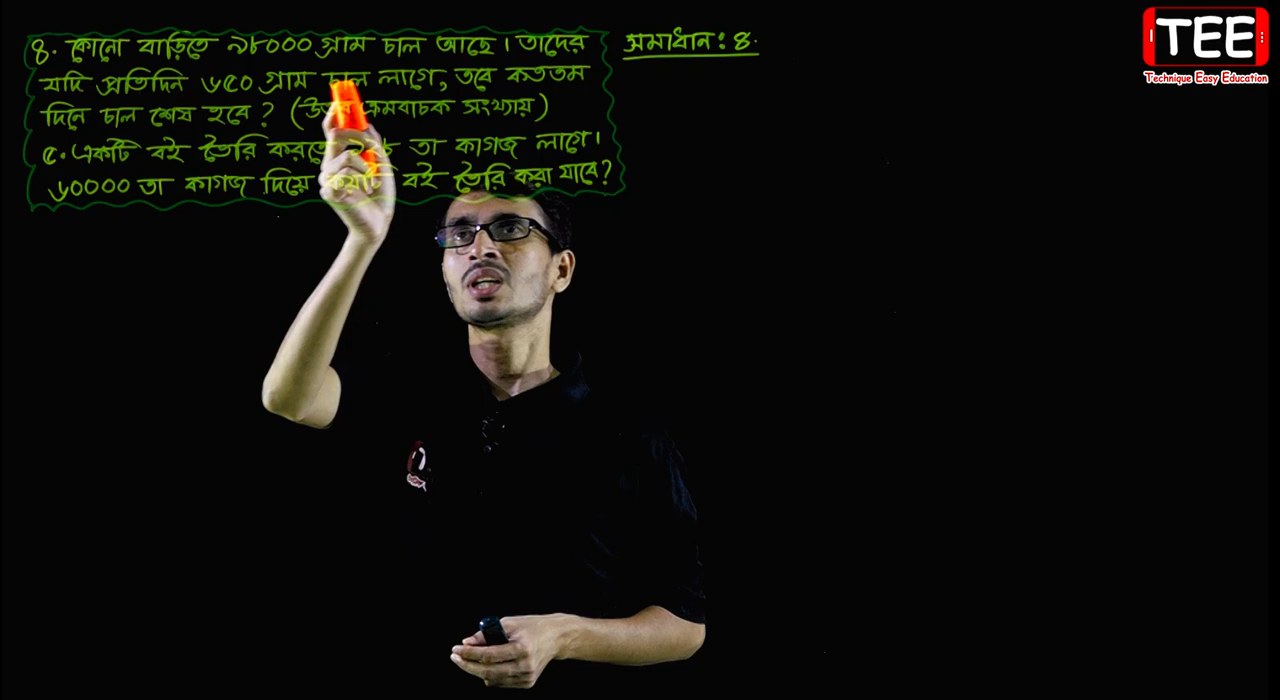 ৪. কোনো বাড়িতে ৯৮০০০ গ্রাম চাল আছে। তাদের
যদি প্রতিদিন ৬৫০ গ্রাম চাল লাগে, তবে কততম
দিনে চাল শেষ হবে? (উত্তর ক্রমবাচক সংখ্যায়)
৫. একটি বই তৈরি করতে তা কাগজ লাগে।
৬০০০০ তা কাগজ দিয়ে কয়টি বই তৈরি করা যাবে?
সমাধান: ৪.
TEE
Technique Easy Education